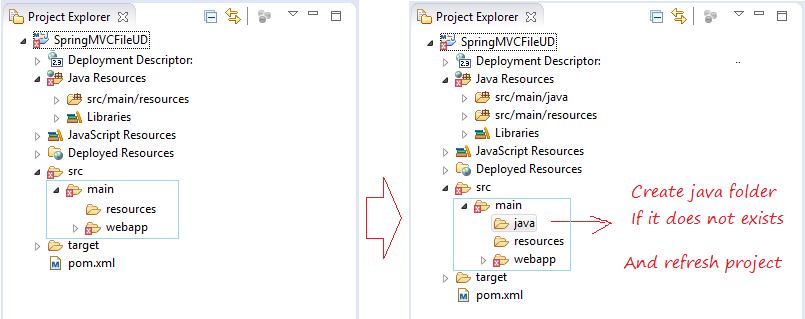 Project Explorer
SpringMVCFileUD
Deployment Descriptor:
Java Resources
src/main/resources
Libraries
JavaScript Resources
Deployed Resources
src
main
resources
webapp
target
pom.xml
Project Explorer
SpringMVCFileUD
Deployment Descriptor:
..
Java Resources
src/main/java
src/main/resources
Libraries
JavaScript Resources
Deployed Resources
src
main
java
resources
webapp
target
pom.xml
Create java folder
If it does not exists
And refresh project